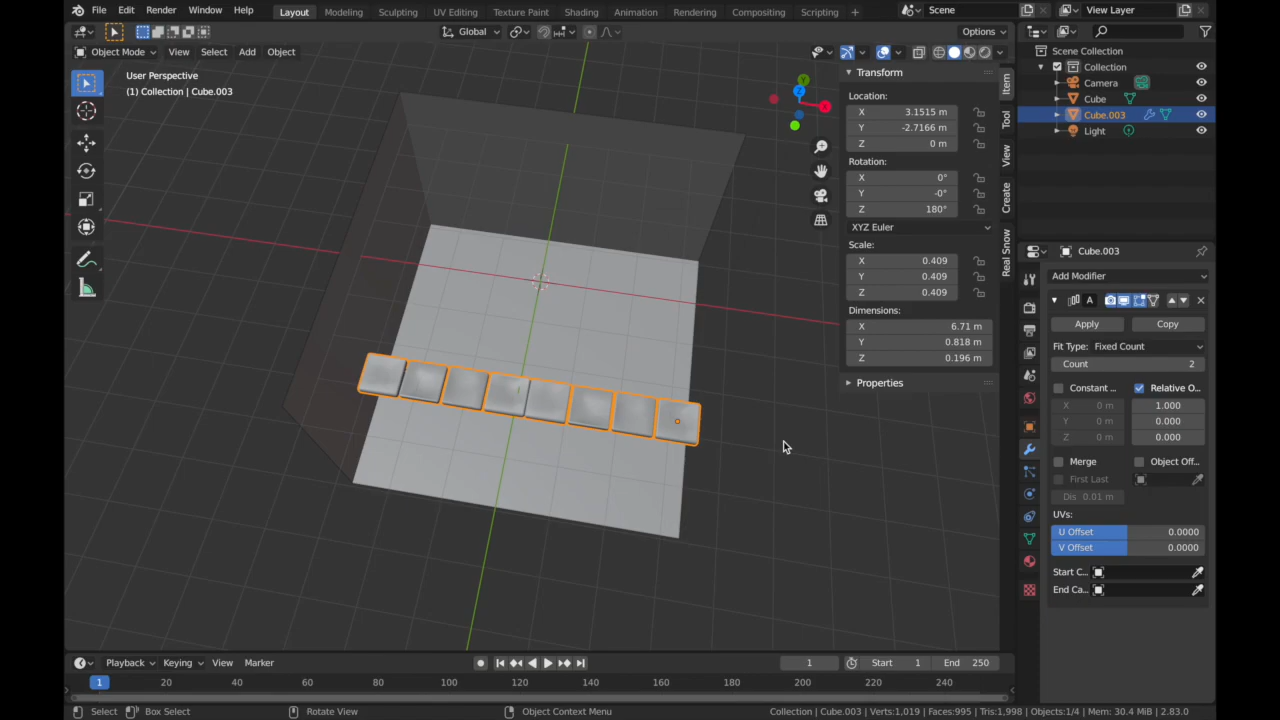 File Edit Render Window Help
Layout Modeling Sculpting UV Editing Texture Paint Shading Animation Rendering Compositing Scripting +
Scene
View Layer
Global
Options
Object Mode View Select Add Object
User Perspective
(1) Collection | Cube.003
Y
Z
X
Transform
Location:
X 3.1515 m
Y -2.7166 m
Z 0 m
Rotation:
X 0°
Y -0°
Z 180°
XYZ Euler
Scale:
X 0.409
Y 0.409
Z 0.409
Dimensions:
X 6.71 m
Y 0.818 m
Z 0.196 m
Properties
Item
Tool
View
Create
Real Snow
Scene Collection
Collection
Camera
Cube
Cube.003
Light
Cube.003
Add Modifier
A
Apply Copy
Fit Type: Fixed Count
Count 2
Constant ... Relative O...
X 0 m 1.000
Y 0 m 0.000
Z 0 m 0.000
Merge Object Off...
First Last
Dis 0.01 m
UVs:
U Offset 0.0000
V Offset 0.0000
Start C...
End Ca...
Playback Keying View Marker
1
Start 1
End 250
1 20 40 60 80 100 120 140 160 180 200 220 240
Select Box Select Rotate View Object Context Menu
Collection | Cube.003 | Verts:1,019 | Faces:995 | Tris:1,998 | Objects:1/4 | Mem: 30.4 MiB | 2.83.0